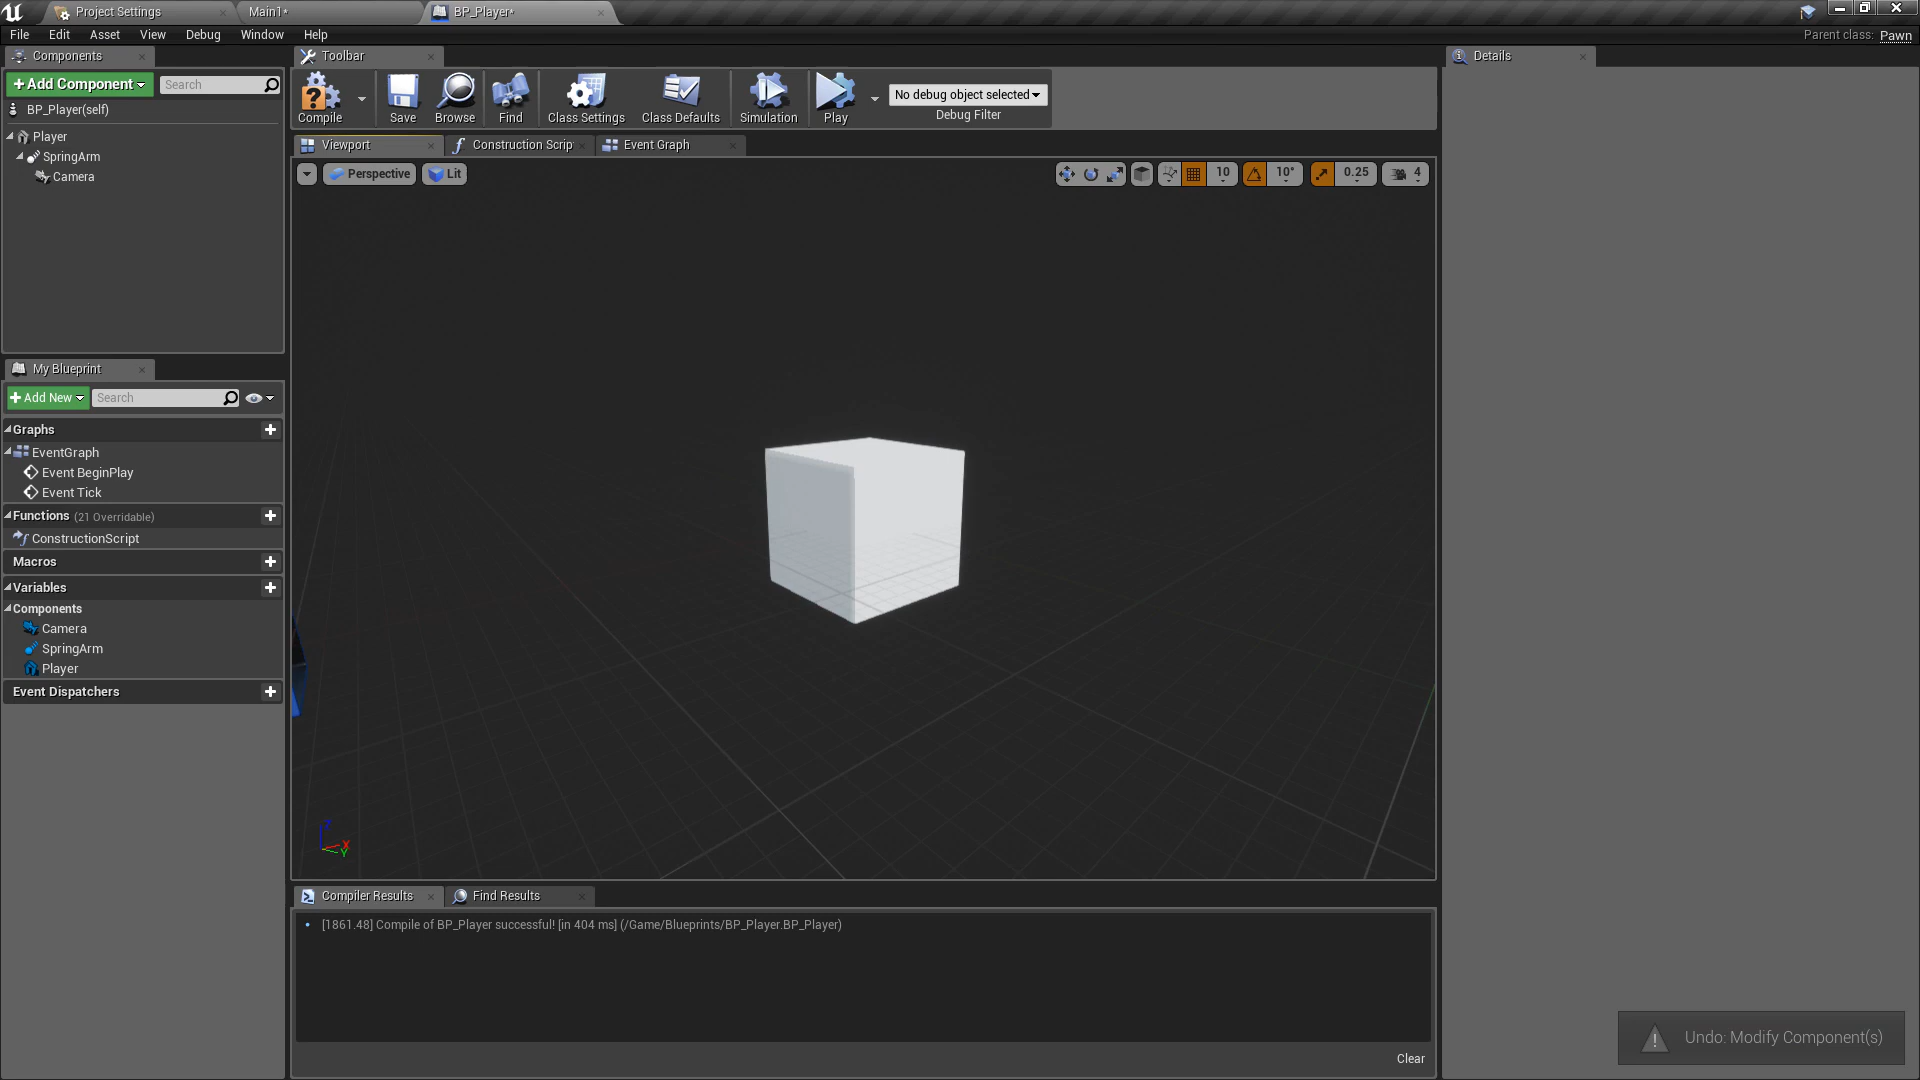 Project Settings
Main1*
BP_Player*
File Edit Asset View Debug Window Help
Parent class: Pawn
Components
Add Component
Search
BP_Player(self)
Player
SpringArm
Camera
Toolbar
Compile
Save
Browse
Find
Class Settings
Class Defaults
Simulation
Play
No debug object selected
Debug Filter
Viewport
Construction Scrip
Event Graph
Perspective
Lit
10
10°
0.25
4
Details
My Blueprint
Add New
Search
Graphs
EventGraph
Event BeginPlay
Event Tick
Functions (21 Overridable)
ConstructionScript
Macros
Variables
Components
Camera
SpringArm
Player
Event Dispatchers
Z
X
Y
Compiler Results
Find Results
[1861.48] Compile of BP_Player successful! [in 404 ms] (/Game/Blueprints/BP_Player.BP_Player)
Clear
Undo: Modify Component(s)